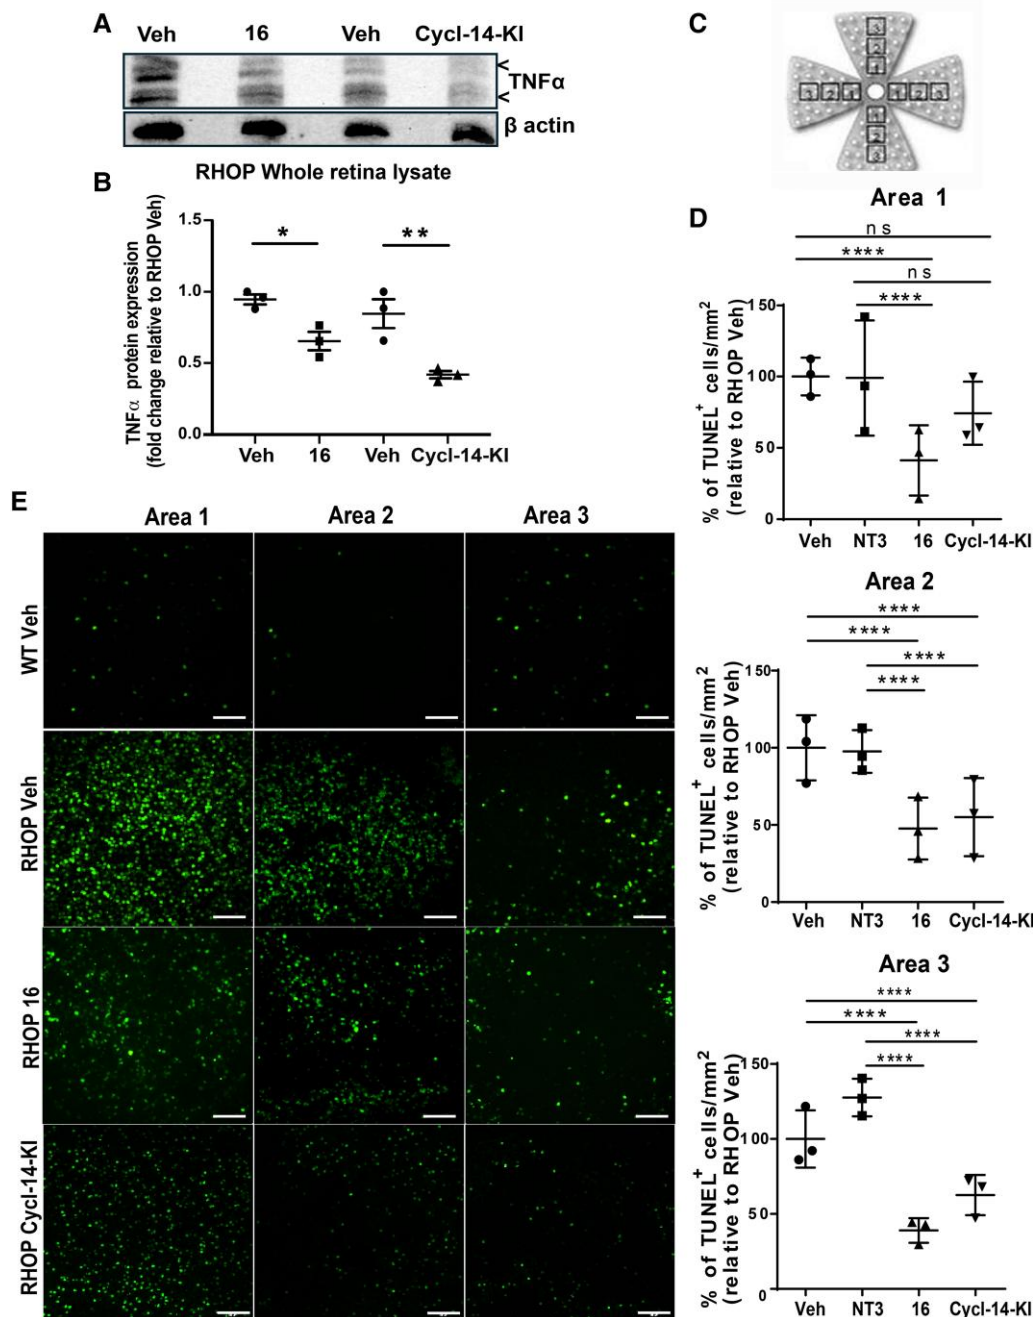 A
Veh 16 Veh Cycl-14-KI
< TNFα
<
β actin
B
RHOP Whole retina lysate
TNFα protein expression
(fold change relative to RHOP Veh)
1.5
1.0
0.5
0.0
* **
Veh 16 Veh Cycl-14-KI
C
3
2
1
3 2 1 1 2 3
1
2
3
D
Area 1
n s
****
n s
****
% of TUNEL+ cells/mm2
(relative to RHOP Veh)
150
100
50
0
Veh NT3 16 Cycl-14-KI
Area 2
****
****
****
****
% of TUNEL+ cells/mm2
(relative to RHOP Veh)
150
100
50
0
Veh NT3 16 Cycl-14-KI
Area 3
****
****
****
****
% of TUNEL+ cells/mm2
(relative to RHOP Veh)
150
100
50
0
Veh NT3 16 Cycl-14-KI
E
Area 1 Area 2 Area 3
WT Veh
RHOP Veh
RHOP 16
RHOP Cycl-14-KI